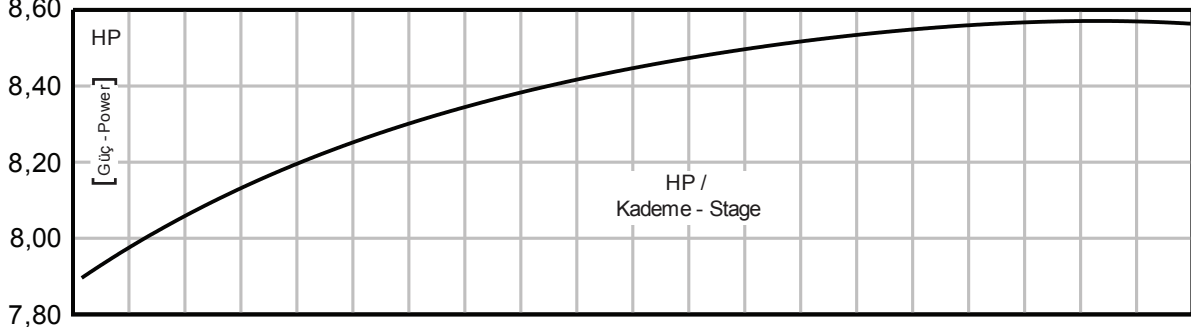 8,60
HP
8,40
[Güç - Power]
8,20
HP /
Kademe - Stage
8,00
7,80